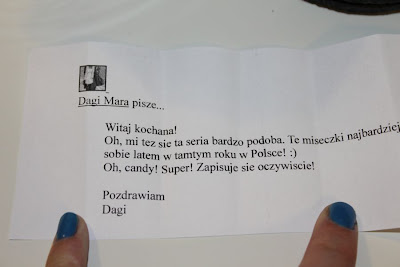 Dagi Mara pisze...
Witaj kochana!
Oh, mi tez sie ta seria bardzo podoba. Te miseczki najbardziej
sobie latem w tamtym roku w Polsce! :)
Oh, candy! Super! Zapisuje sie oczywiscie!
Pozdrawiam
Dagi